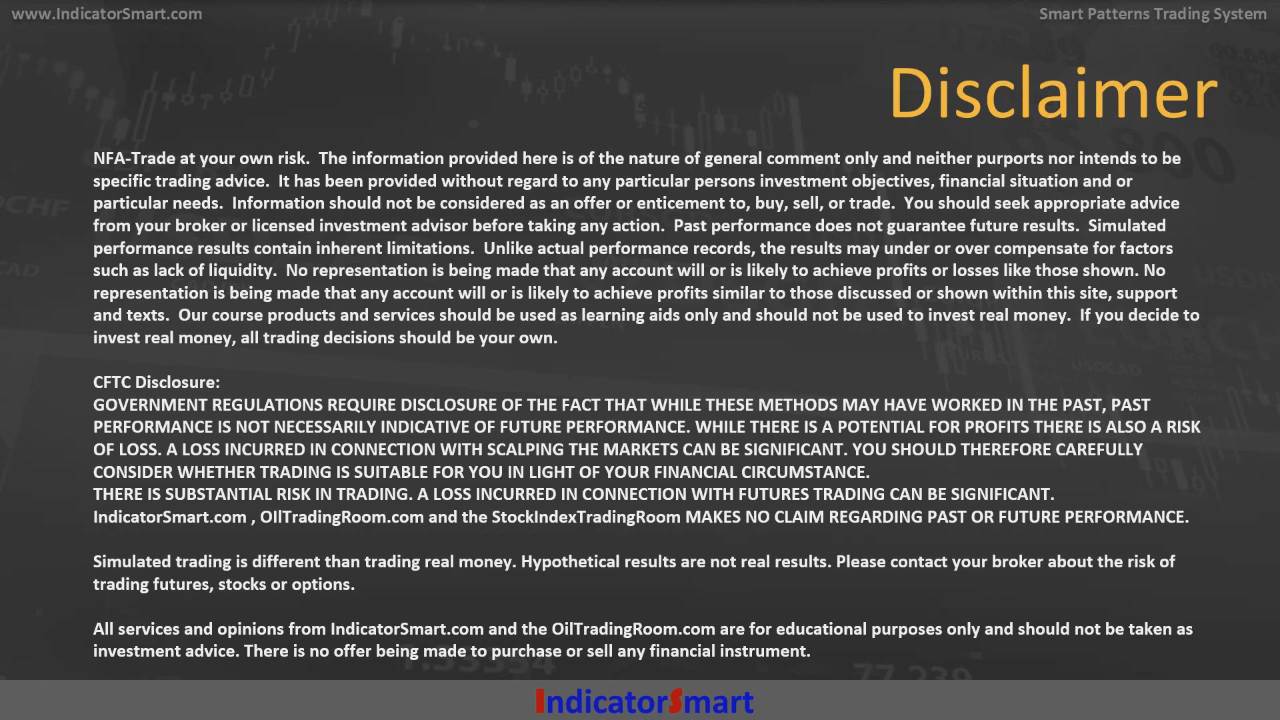 www.IndicatorSmart.com
Smart Patterns Trading System
Disclaimer
NFA-Trade at your own risk.  The information provided here is of the nature of general comment only and neither purports nor intends to be
specific trading advice.  It has been provided without regard to any particular persons investment objectives, financial situation and or
particular needs.  Information should not be considered as an offer or enticement to, buy, sell, or trade.  You should seek appropriate advice
from your broker or licensed investment advisor before taking any action.  Past performance does not guarantee future results.  Simulated
performance results contain inherent limitations.  Unlike actual performance records, the results may under or over compensate for factors
such as lack of liquidity.  No representation is being made that any account will or is likely to achieve profits or losses like those shown. No
representation is being made that any account will or is likely to achieve profits similar to those discussed or shown within this site, support
and texts.  Our course products and services should be used as learning aids only and should not be used to invest real money.  If you decide to
invest real money, all trading decisions should be your own.
CFTC Disclosure:
GOVERNMENT REGULATIONS REQUIRE DISCLOSURE OF THE FACT THAT WHILE THESE METHODS MAY HAVE WORKED IN THE PAST, PAST
PERFORMANCE IS NOT NECESSARILY INDICATIVE OF FUTURE PERFORMANCE. WHILE THERE IS A POTENTIAL FOR PROFITS THERE IS ALSO A RISK
OF LOSS. A LOSS INCURRED IN CONNECTION WITH SCALPING THE MARKETS CAN BE SIGNIFICANT. YOU SHOULD THEREFORE CAREFULLY
CONSIDER WHETHER TRADING IS SUITABLE FOR YOU IN LIGHT OF YOUR FINANCIAL CIRCUMSTANCE.
THERE IS SUBSTANTIAL RISK IN TRADING. A LOSS INCURRED IN CONNECTION WITH FUTURES TRADING CAN BE SIGNIFICANT.
IndicatorSmart.com , OIlTradingRoom.com and the StockIndexTradingRoom MAKES NO CLAIM REGARDING PAST OR FUTURE PERFORMANCE.
Simulated trading is different than trading real money. Hypothetical results are not real results. Please contact your broker about the risk of
trading futures, stocks or options.
All services and opinions from IndicatorSmart.com and the OilTradingRoom.com are for educational purposes only and should not be taken as
investment advice. There is no offer being made to purchase or sell any financial instrument.
IndicatorSmart